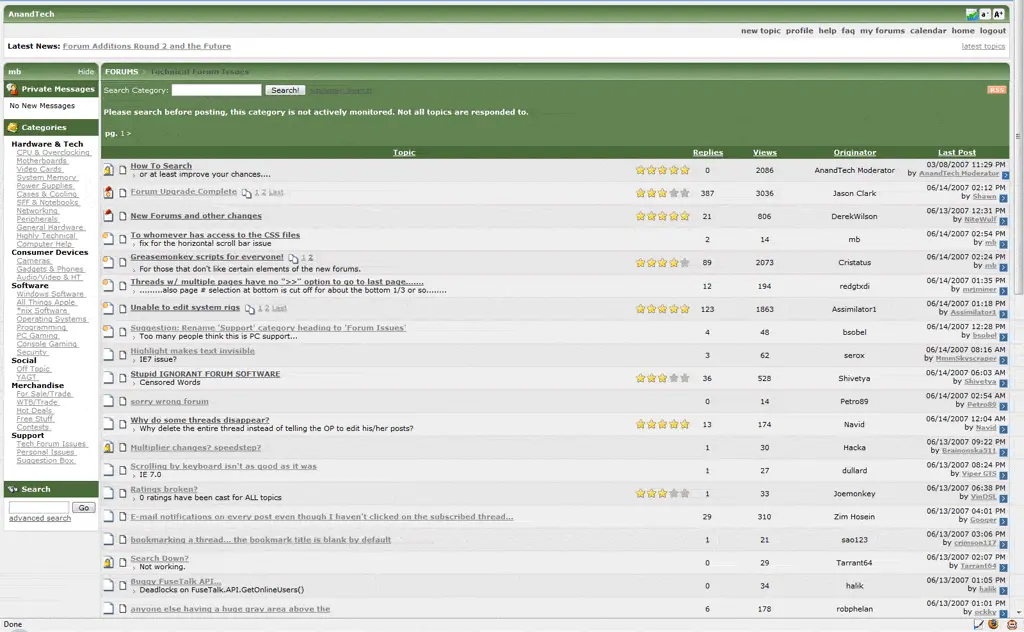 AnandTech
a- A+
new topic profile help faq my forums calendar home logout
Latest News: Forum Additions Round 2 and the Future
latest topics
mb Hide
Private Messages
No New Messages
Categories
Hardware & Tech
CPU & Overclocking
Motherboards
Video Cards
System Memory
Power Supplies
Cases & Cooling
SFF & Notebooks
Networking
Peripherals
General Hardware
Highly Technical
Computer Help
Consumer Devices
Cameras
Gadgets & Phones
Audio/Video & HT
Software
Windows Software
All Things Apple
*nix Software
Operating Systems
Programming
PC Gaming
Console Gaming
Security
Social
Off Topic
YAGT
Merchandise
For Sale/Trade
WTB/Trade
Hot Deals
Free Stuff
Contests
Support
Tech Forum Issues
Personal Issues
Suggestion Box
Search
Go
advanced search
FORUMS > Technical Forum Issues
Search Category: Search! advanced search
RSS
Please search before posting, this category is not actively monitored. Not all topics are responded to.
pg. 1 >
Topic Replies Views Originator Last Post
How To Search 0 2086 AnandTech Moderator 03/08/2007 11:29 PM
or at least improve your chances.... by AnandTech Moderator
Forum Upgrade Complete 1 2 Last 387 3036 Jason Clark 06/14/2007 02:12 PM
by Shawn
New Forums and other changes 21 806 DerekWilson 06/13/2007 12:31 PM
by NiteWulf
To whomever has access to the CSS files 2 14 mb 06/14/2007 02:54 PM
fix for the horizontal scroll bar issue by mb
Greasemonkey scripts for everyone! 1 2 89 2073 Cristatus 06/14/2007 02:24 PM
For those that don't like certain elements of the new forums. by mb
Threads w/ multiple pages have no ">>" option to go to last page....... 12 194 redgtxdi 06/14/2007 01:35 PM
.........also page # selection at bottom is cut off for about the bottom 1/3 or so........ by mrjminer
Unable to edit system rigs 1 2 Last 123 1863 Assimilator1 06/14/2007 01:18 PM
by Assimilator1
Suggestion: Rename 'Support' category heading to 'Forum Issues' 4 48 bsobel 06/14/2007 12:28 PM
Too many people think this is PC support... by bsobel
Highlight makes text invisible 3 62 serox 06/14/2007 08:16 AM
IE7 issue? by MmmSkyscraper
Stupid IGNORANT FORUM SOFTWARE 36 528 Shivetya 06/14/2007 06:03 AM
Censored Words by Shivetya
sorry wrong forum 0 14 Petro89 06/14/2007 02:54 AM
by Petro89
Why do some threads disappear? 13 174 Navid 06/14/2007 12:04 AM
Why delete the entire thread instead of telling the OP to edit his/her posts? by Navid
Multiplier changes? speedstep? 1 30 Hacka 06/13/2007 09:22 PM
by Brainonska511
Scrolling by keyboard isn't as good as it was 1 27 dullard 06/13/2007 08:24 PM
IE 7.0 by Viper GTS
Ratings broken? 1 33 Joemonkey 06/13/2007 06:38 PM
0 ratings have been cast for ALL topics by VinDSL
E-mail notifications on every post even though I haven't clicked on the subscribed thread... 29 310 Zim Hosein 06/13/2007 04:01 PM
by Googer
bookmarking a thread... the bookmark title is blank by default 1 21 sao123 06/13/2007 03:06 PM
by crimson117
Search Down? 0 29 Tarrant64 06/13/2007 02:07 PM
Not working. by Tarrant64
Buggy FuseTalk API... 0 34 halik 06/13/2007 01:05 PM
Deadlocks on FuseTalk.API.GetOnlineUsers() by halik
anyone else having a huge gray area above the 6 178 robphelan 06/13/2007 01:01 PM
by eckky
Done